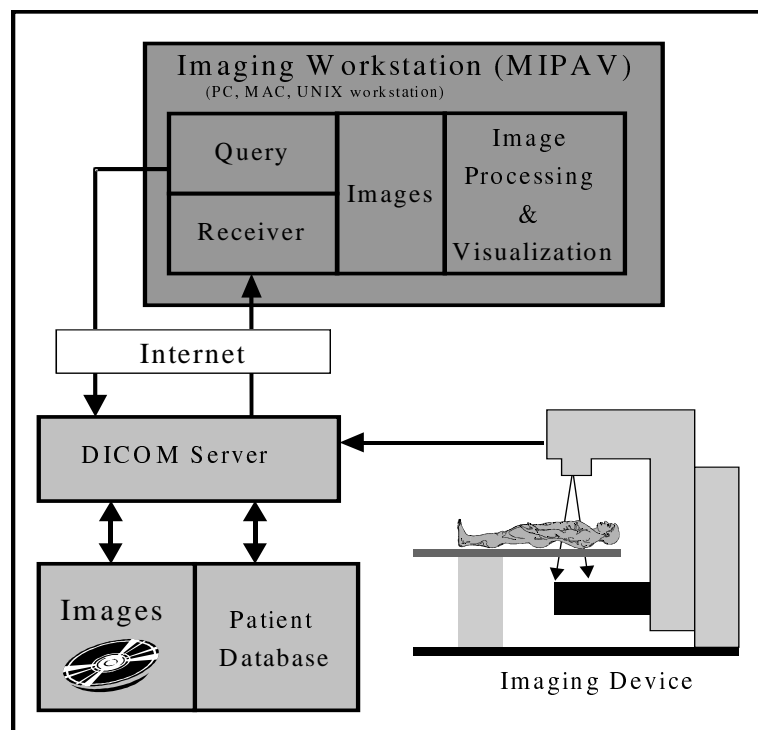 Imaging Workstation (MIPAV)
(PC, MAC, UNIX workstation)
Query
Receiver
Images
Image
Processing
&
Visualization
Internet
DICOM Server
Images
Patient
Database
Imaging Device